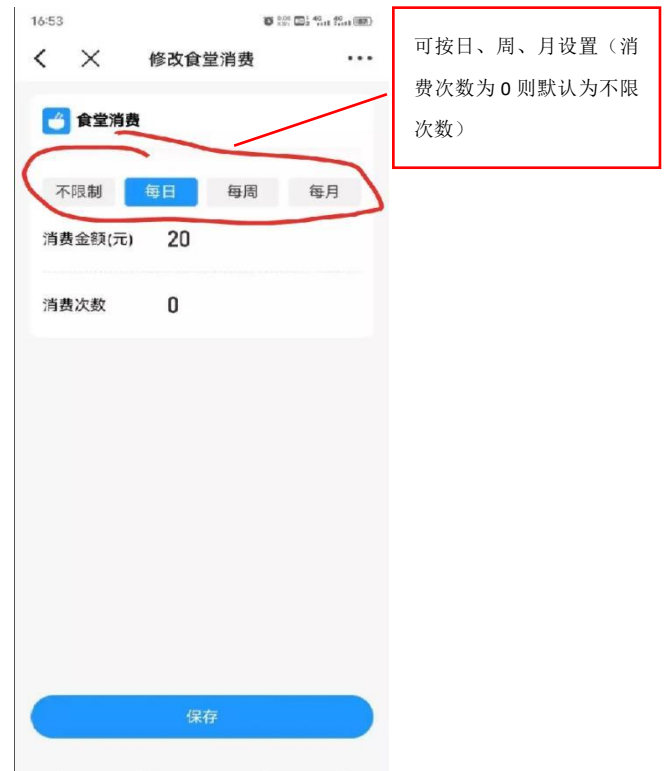 16:53
修改食堂消费
可按日、周、月设置（消
费次数为 0 则默认为不限
次数）
食堂消费
不限制 每日 每周 每月
消费金额(元) 20
消费次数 0
保存